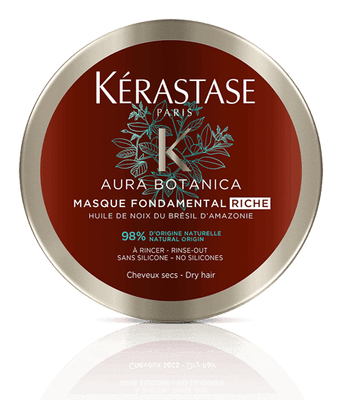 KÉRASTASE
PARIS
K
AURA BOTANICA
MASQUE FONDAMENTAL RICHE
HUILE DE NOIX DU BRÉSIL D'AMAZONIE
98% D'ORIGINE NATURELLE
NATURAL ORIGIN
À RINCER - RINSE-OUT
SANS SILICONE - NO SILICONES
Cheveux secs - Dry hair